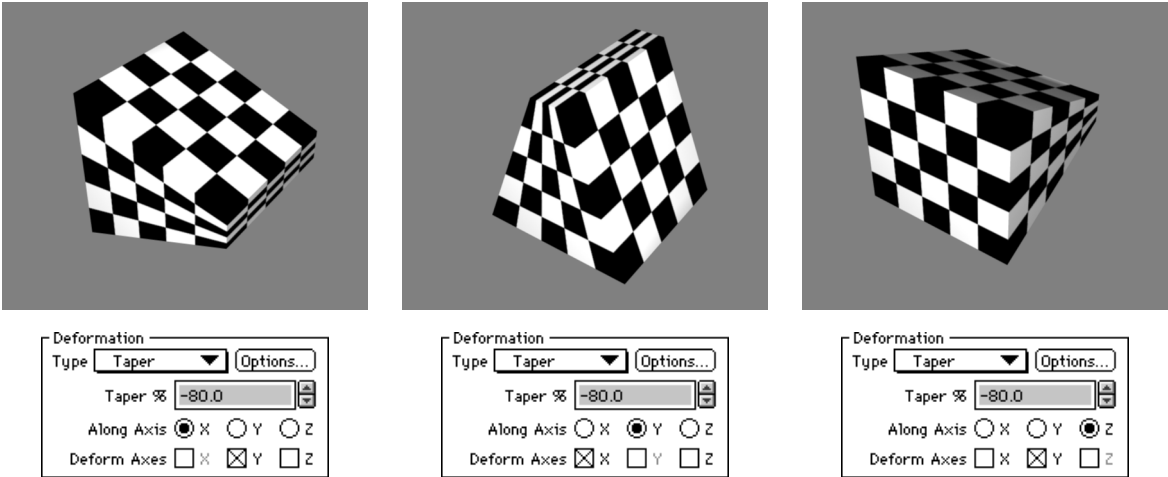 Deformation
Type Taper Options...
Taper % -80.0
Along Axis X Y Z
Deform Axes X Y Z
Deformation
Type Taper Options...
Taper % -80.0
Along Axis X Y Z
Deform Axes X Y Z
Deformation
Type Taper Options...
Taper % -80.0
Along Axis X Y Z
Deform Axes X Y Z